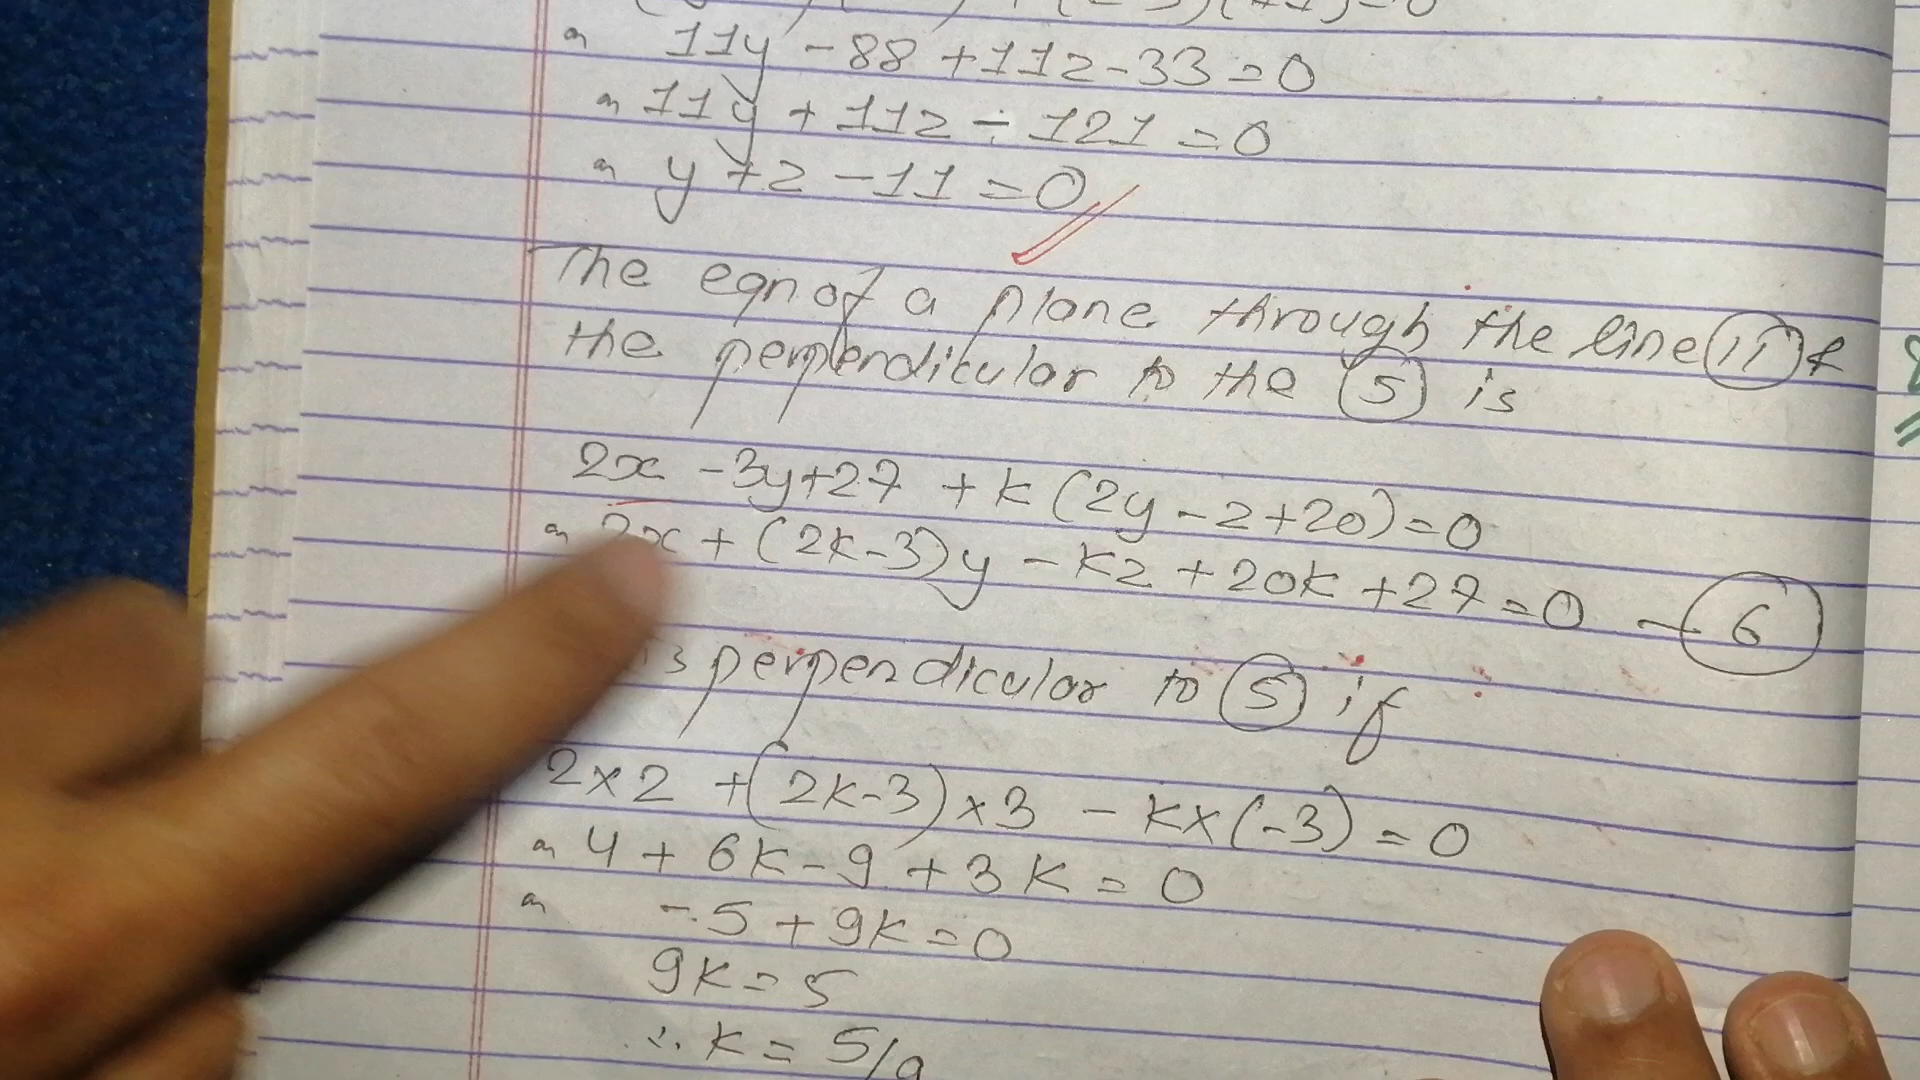 11y - 88 + 11z - 33 = 0
11y + 11z - 121 = 0
y + z - 11 = 0
The eqn of a plane through the line (ii) &
the perpendicular to the (5) is
2x - 3y + 27 + k (2y - z + 20) = 0
2x + (2k-3)y - kz + 20k + 27 = 0 - (6)
is perpendicular to (5) if
2 × 2 + (2k-3) × 3 - k × (-3) = 0
4 + 6k - 9 + 3k = 0
- 5 + 9k = 0
9k = 5
∴ k = 5/9